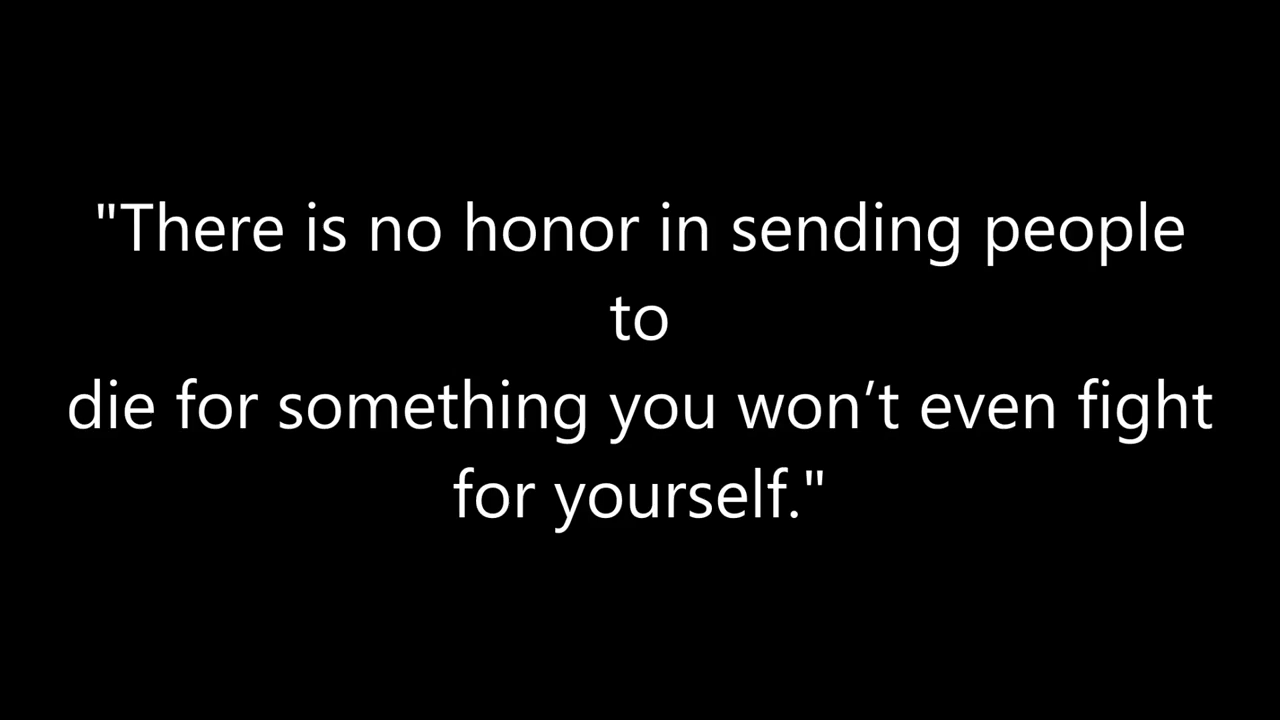 "There is no honor in sending people
to
die for something you won’t even fight
for yourself."